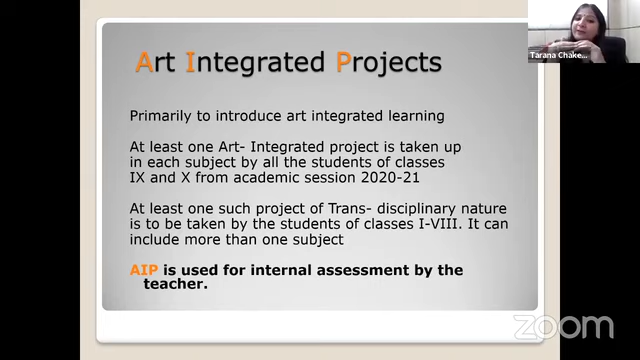 Art Integrated Projects
Tarana Chake...
Primarily to introduce art integrated learning
At least one Art- Integrated project is taken up
in each subject by all the students of classes
IX and X from academic session 2020-21
At least one such project of Trans- disciplinary nature
is to be taken by the students of classes I-VIII. It can
include more than one subject
AIP is used for internal assessment by the
teacher.
zoom